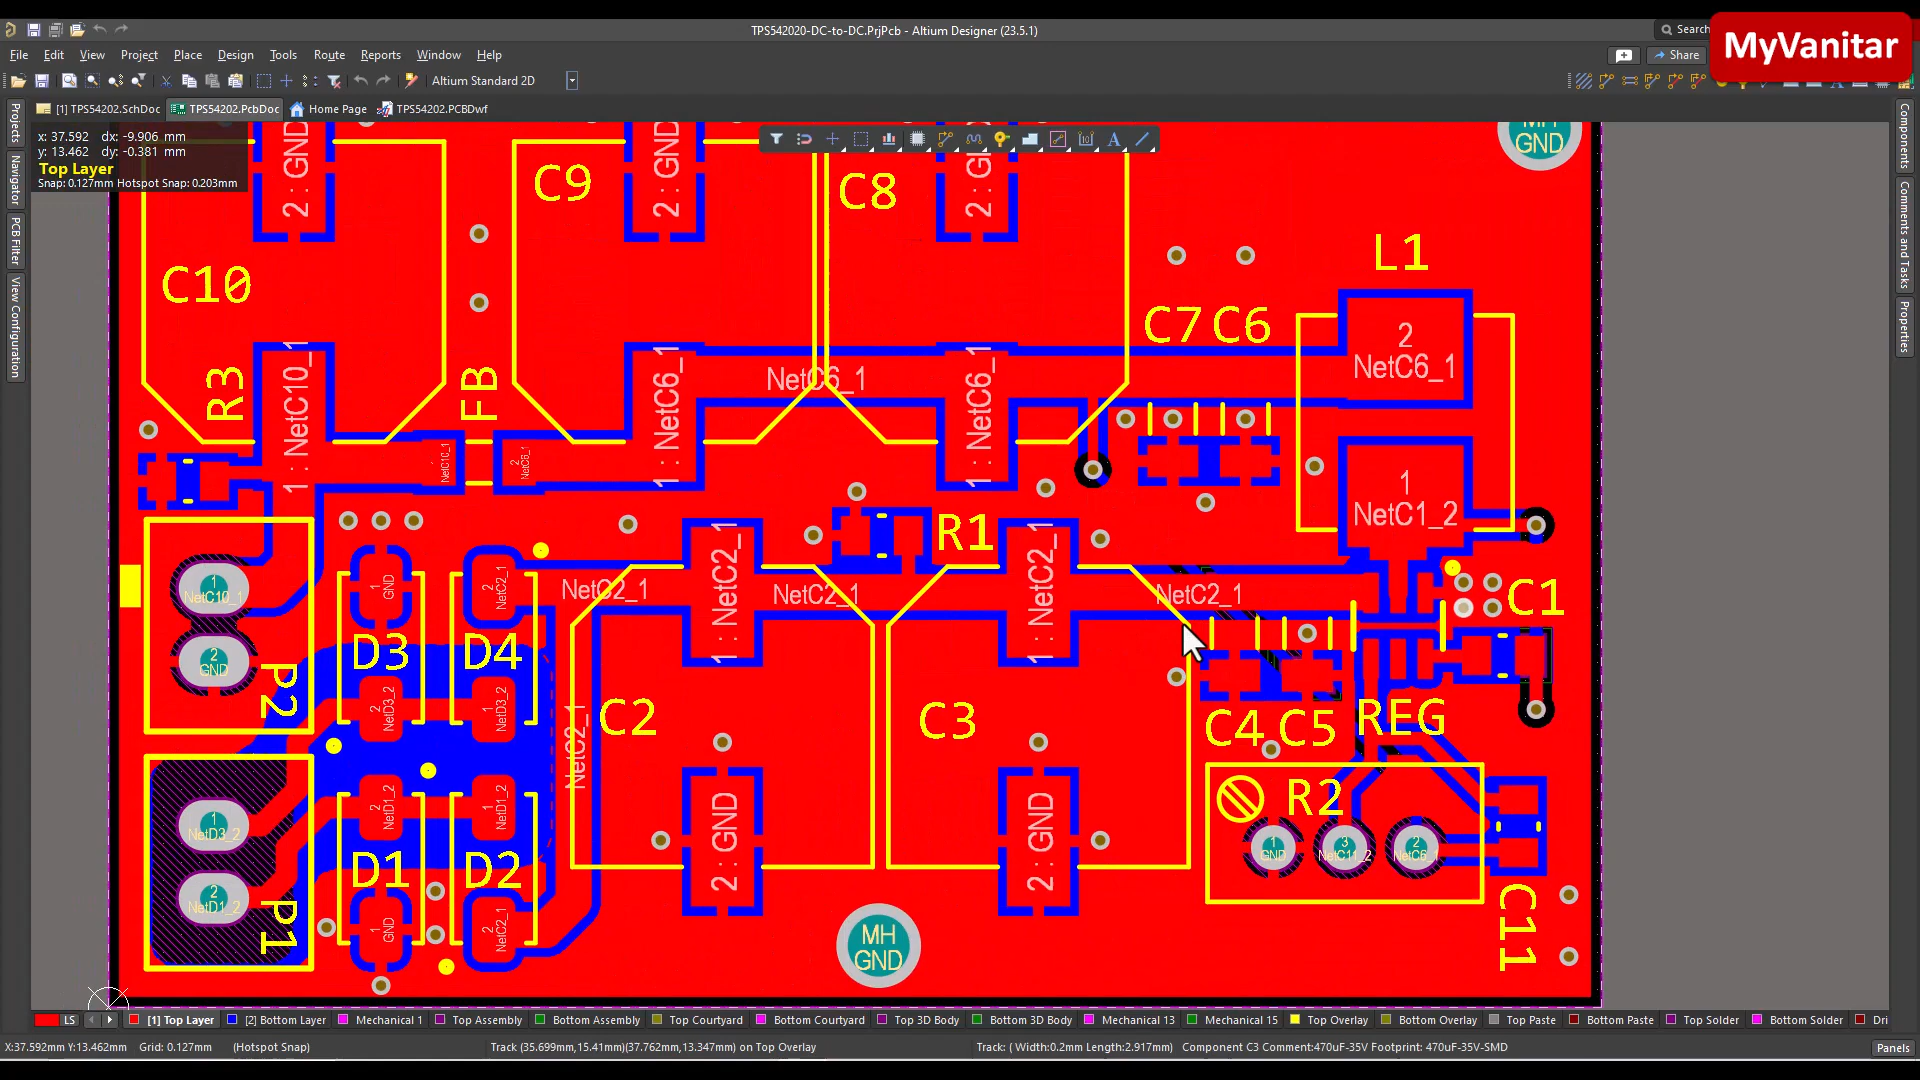 TPS542020-DC-to-DC.PrjPcb - Altium Designer (23.5.1)
Search
MyVanitar
File Edit View Project Place Design Tools Route Reports Window Help
Share
Altium Standard 2D
[1] TPS54202.SchDoc TPS54202.PcbDoc Home Page TPS54202.PCBDwf
x: 37.592 dx: -9.906 mm
y: 13.462 dy: -0.381 mm
Top Layer
Snap: 0.127mm Hotspot Snap: 0.203mm
Projects
Navigator
PCB Filter
View Configuration
Components
Comments and Tasks
Properties
2 : GND
2 : GND
2 : GND
MH
GND
C9
C8
C10
L1
C7 C6
2
NetC6_1
R3
FB
1 : NetC10_1
NetC10_1
2
NetC6_1
1 : NetC6_1
NetC6_1
1 : NetC6_1
1
NetC1_2
R1
1
NetC10_1
2
GND
P2
1
GND
2
NetC2_1
NetC2_1
1 : NetC2_1
NetC2_1
1 : NetC2_1
NetC2_1
C1
D3 D4
2
NetD3_2
1
NetD3_2
NetC2_1
C2
C3
C4 C5 REG
R2
1
NetD3_2
2
NetD1_2
P1
2
NetD1_2
1
NetD1_2
D1 D2
1
GND
2
NetC2_1
2 : GND
2 : GND
1
GND
3
NetC11_2
2
NetC6_1
C11
MH
GND
LS [1] Top Layer [2] Bottom Layer Mechanical 1 Top Assembly Bottom Assembly Top Courtyard Bottom Courtyard Top 3D Body Bottom 3D Body Mechanical 13 Mechanical 15 Top Overlay Bottom Overlay Top Paste Bottom Paste Top Solder Bottom Solder Dri
X:37.592mm Y:13.462mm Grid: 0.127mm (Hotspot Snap) Track (35.699mm,15.41mm)(37.762mm,13.347mm) on Top Overlay Track: ( Width:0.2mm Length:2.917mm) Component C3 Comment:470uF-35V Footprint: 470uF-35V-SMD
Panels